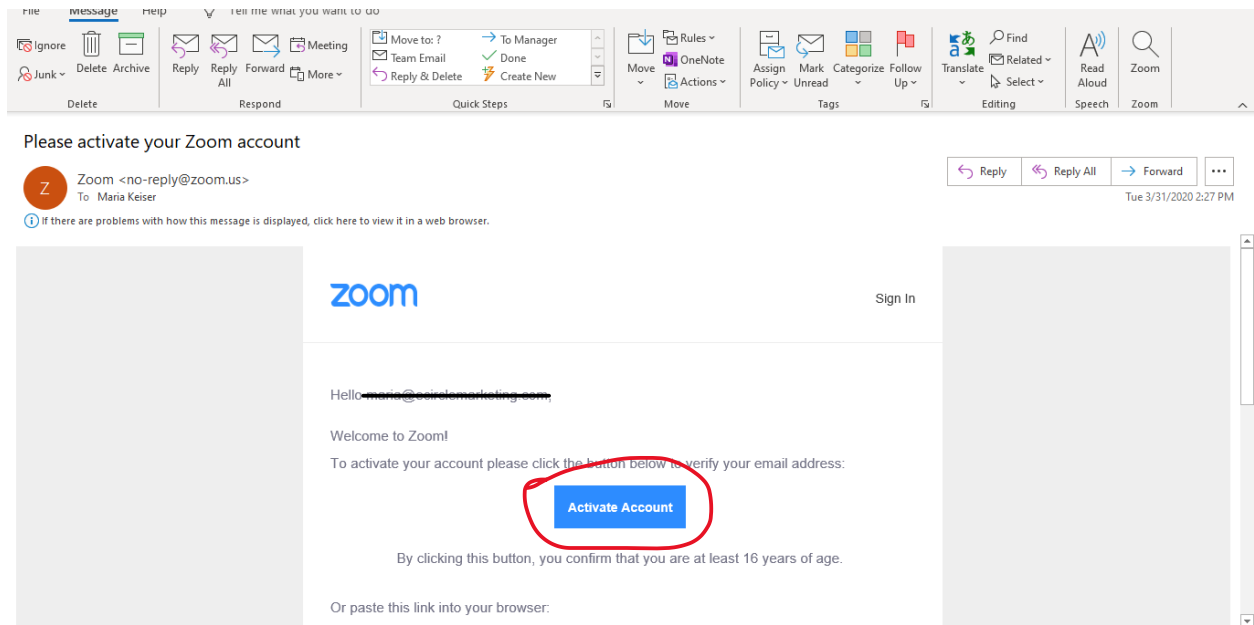 File Message Help Tell me what you want to do
Ignore
Junk
Delete Archive
Delete
Reply Reply All Forward
Meeting
More
Respond
Move to: ? To Manager
Team Email Done
Reply & Delete Create New
Quick Steps
Move
Rules
OneNote
Actions
Move
Assign Policy Mark Unread Categorize Follow Up
Tags
Translate
Find
Related
Select
Editing
Read Aloud
Speech
Zoom
Zoom
Please activate your Zoom account
Z
Zoom <no-reply@zoom.us>
To Maria Keiser
Reply Reply All Forward
Tue 3/31/2020 2:27 PM
If there are problems with how this message is displayed, click here to view it in a web browser.
zoom
Sign In
Hello
Welcome to Zoom!
To activate your account please click the button below to verify your email address:
Activate Account
By clicking this button, you confirm that you are at least 16 years of age.
Or paste this link into your browser: